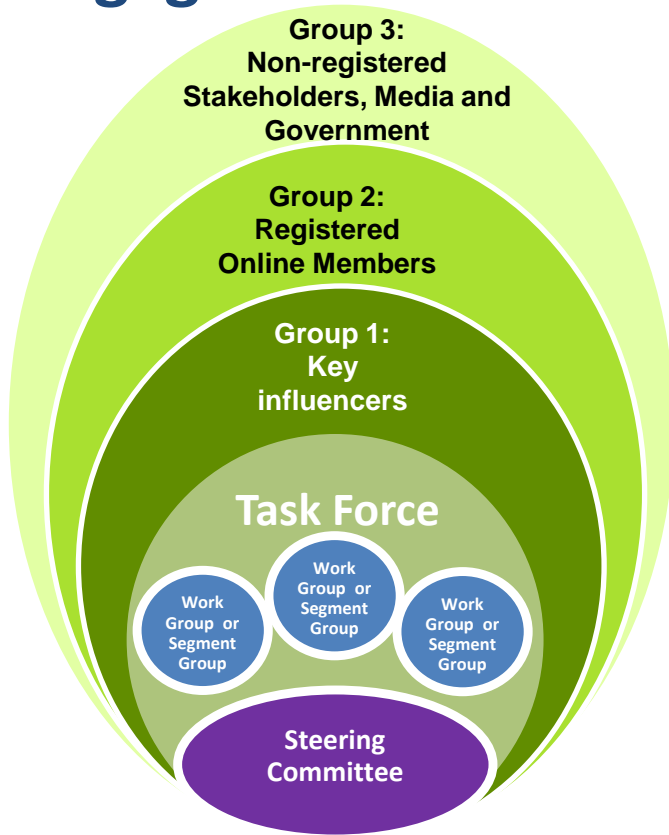 Group 3:
Non-registered
Stakeholders, Media and
Government
Group 2:
Registered
Online Members
Group 1:
Key
influencers
Task Force
Work
Group or
Segment
Group
Work
Group or
Segment
Group
Work
Group or
Segment
Group
Steering
Committee